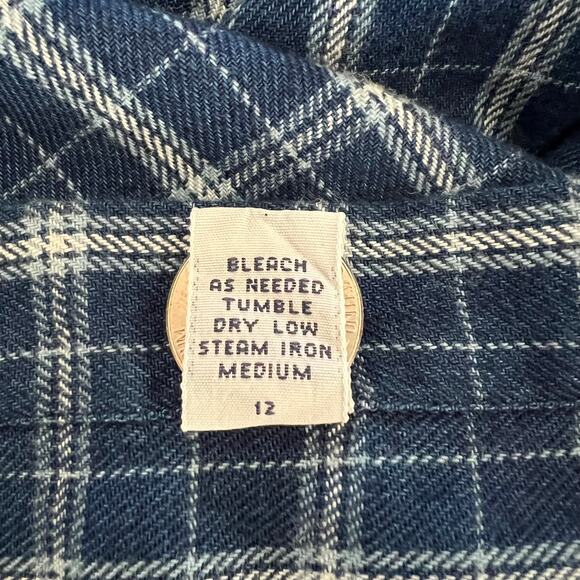 BLEACH
AS NEEDED
TUMBLE
DRY LOW
STEAM IRON
MEDIUM
12